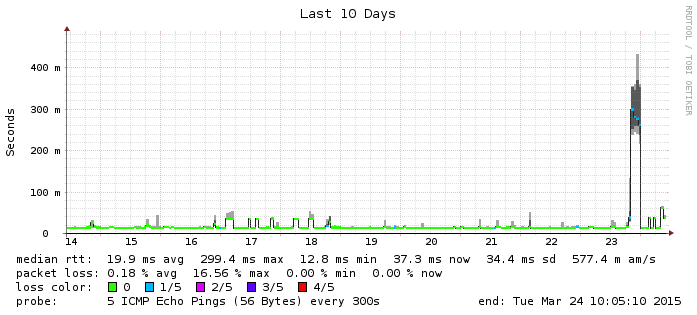 Last 10 Days
RRDTOOL / TOBI OETIKER
Seconds
400 m
300 m
200 m
100 m
0
14 15 16 17 18 19 20 21 22 23
median rtt: 19.9 ms avg 299.4 ms max 12.8 ms min 37.3 ms now 34.4 ms sd 577.4 m am/s
packet loss: 0.18 % avg 16.56 % max 0.00 % min 0.00 % now
loss color: 0 1/5 2/5 3/5 4/5
probe: 5 ICMP Echo Pings (56 Bytes) every 300s end: Tue Mar 24 10:05:10 2015